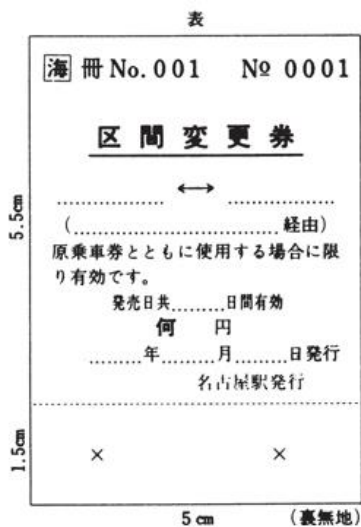 表
海 冊 No. 001 № 0001
区間変更券
.................. ↔ ..................
(.................................. 経由)
原乗車券とともに使用する場合に限
り有効です。
発売日共........日間有効
何 円
.........年.........月.........日発行
名古屋駅発行
× ×
5.5cm
1.5cm
5cm
(裏無地)